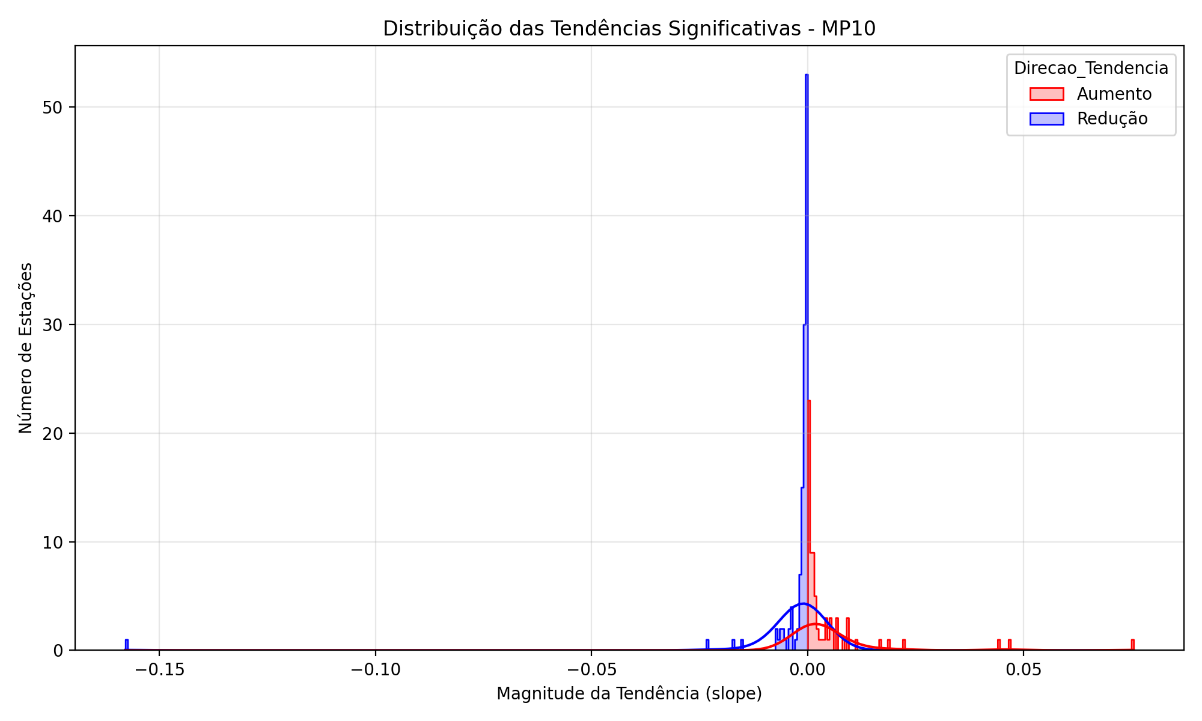 Distribuição das Tendências Significativas - MP10
Direcao_Tendencia
Aumento
Redução
Número de Estações
50
40
30
20
10
0
−0.15
−0.10
−0.05
0.00
0.05
Magnitude da Tendência (slope)